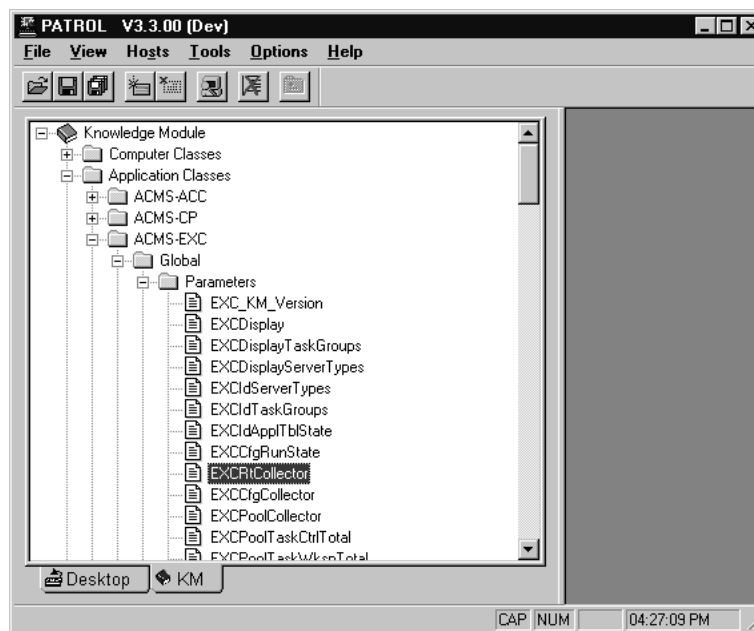 PATROL V3.3.00 (Dev)
File View Hosts Tools Options Help
Knowledge Module
Computer Classes
Application Classes
ACMS-ACC
ACMS-CP
ACMS-EXC
Global
Parameters
EXC_KM_Version
EXCDisplay
EXCDisplayTaskGroups
EXCDisplayServerTypes
EXCIdServerTypes
EXCIdTaskGroups
EXCIdApplTblState
EXCCfgRunState
EXCRtCollector
EXCCfgCollector
EXCPoolCollector
EXCPoolTaskCtrlTotal
EXCPoolTaskWkspTotal
Desktop KM
CAP NUM 04:27:09 PM